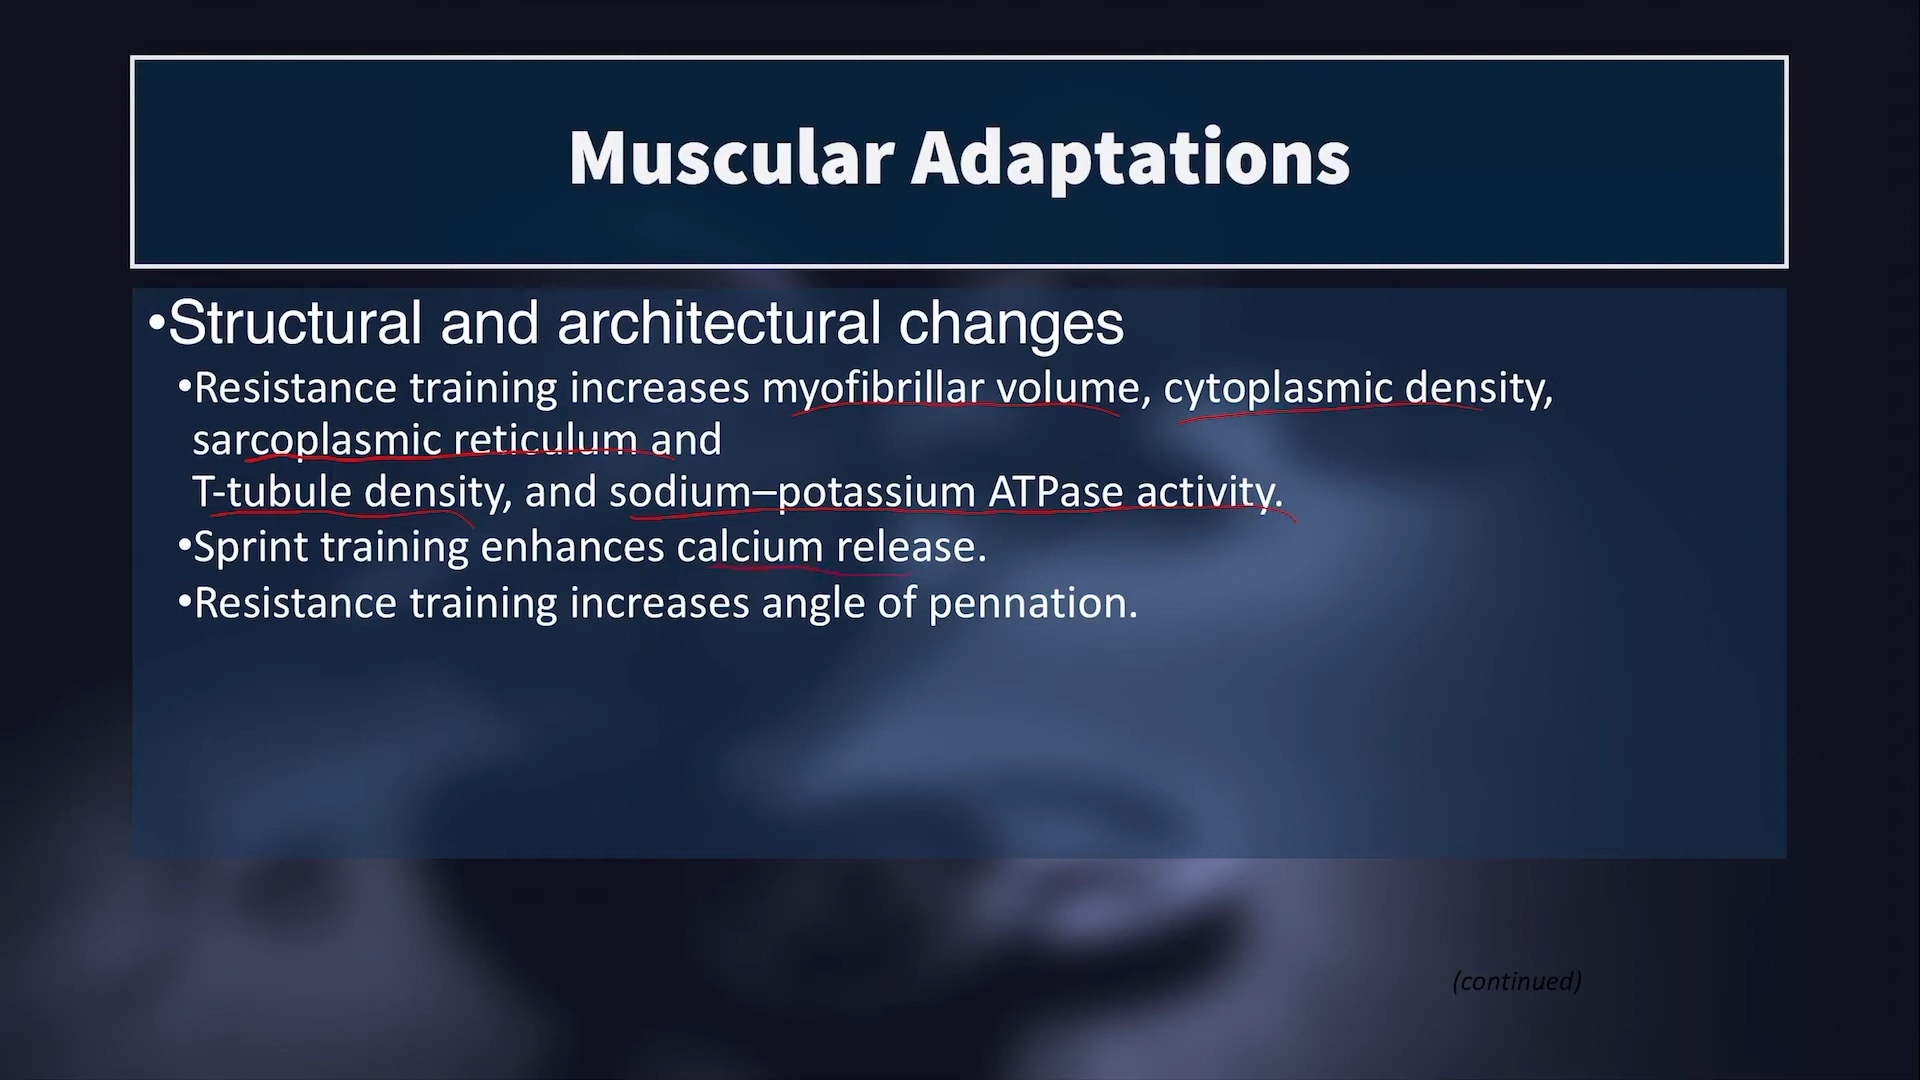 Muscular Adaptations
•Structural and architectural changes
•Resistance training increases myofibrillar volume, cytoplasmic density,
sarcoplasmic reticulum and
T-tubule density, and sodium–potassium ATPase activity.
•Sprint training enhances calcium release.
•Resistance training increases angle of pennation.
(continued)